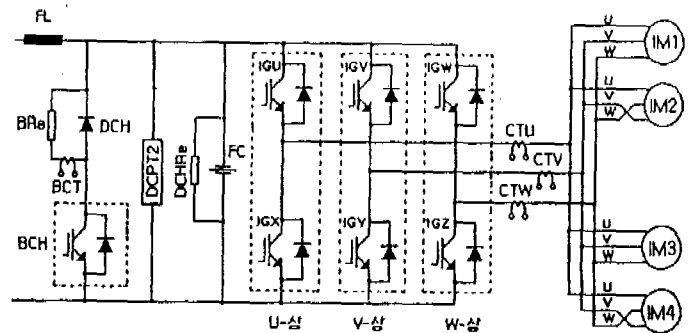 FL
U
V
W
IM1
IGU
IGV
IGW
U
V
W
IM2
BRe
DCH
BCT
DCPT2
DCHRe
FC
CTU
CTV
CTW
BCH
IGX
IGY
IGZ
U
V
W
IM3
U
V
W
IM4
U-상
V-상
W-상